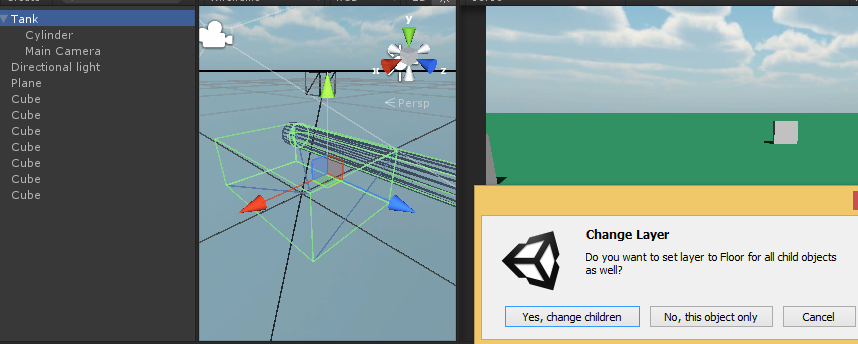 Tank
Cylinder
Main Camera
Directional light
Plane
Cube
Cube
Cube
Cube
Cube
Cube
Cube
y
x
z
Persp
Change Layer
Do you want to set layer to Floor for all child objects
as well?
Yes, change children
No, this object only
Cancel